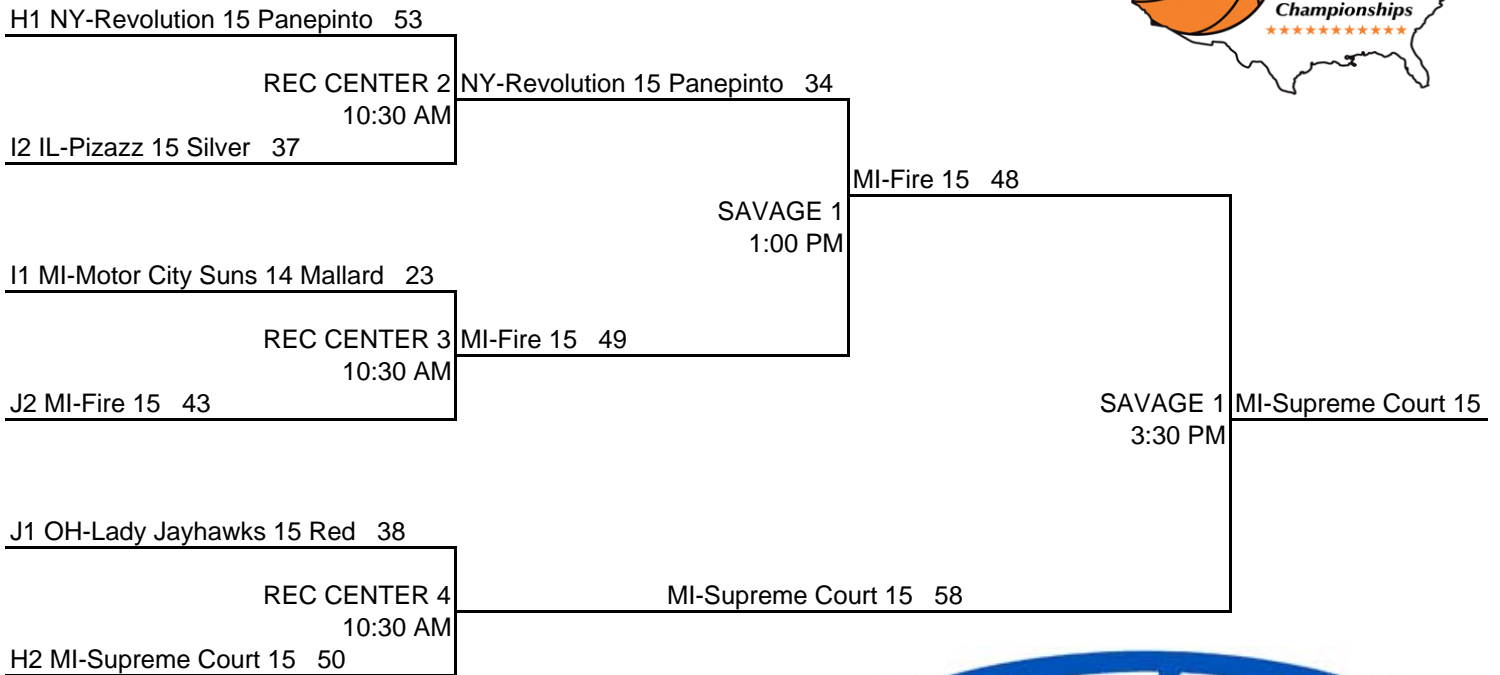 Championships
H1 NY-Revolution 15 Panepinto 53
REC CENTER 2
10:30 AM
NY-Revolution 15 Panepinto 34
I2 IL-Pizazz 15 Silver 37
MI-Fire 15 48
SAVAGE 1
1:00 PM
I1 MI-Motor City Suns 14 Mallard 23
REC CENTER 3
10:30 AM
MI-Fire 15 49
J2 MI-Fire 15 43
SAVAGE 1
3:30 PM
MI-Supreme Court 15
J1 OH-Lady Jayhawks 15 Red 38
REC CENTER 4
10:30 AM
MI-Supreme Court 15 58
H2 MI-Supreme Court 15 50